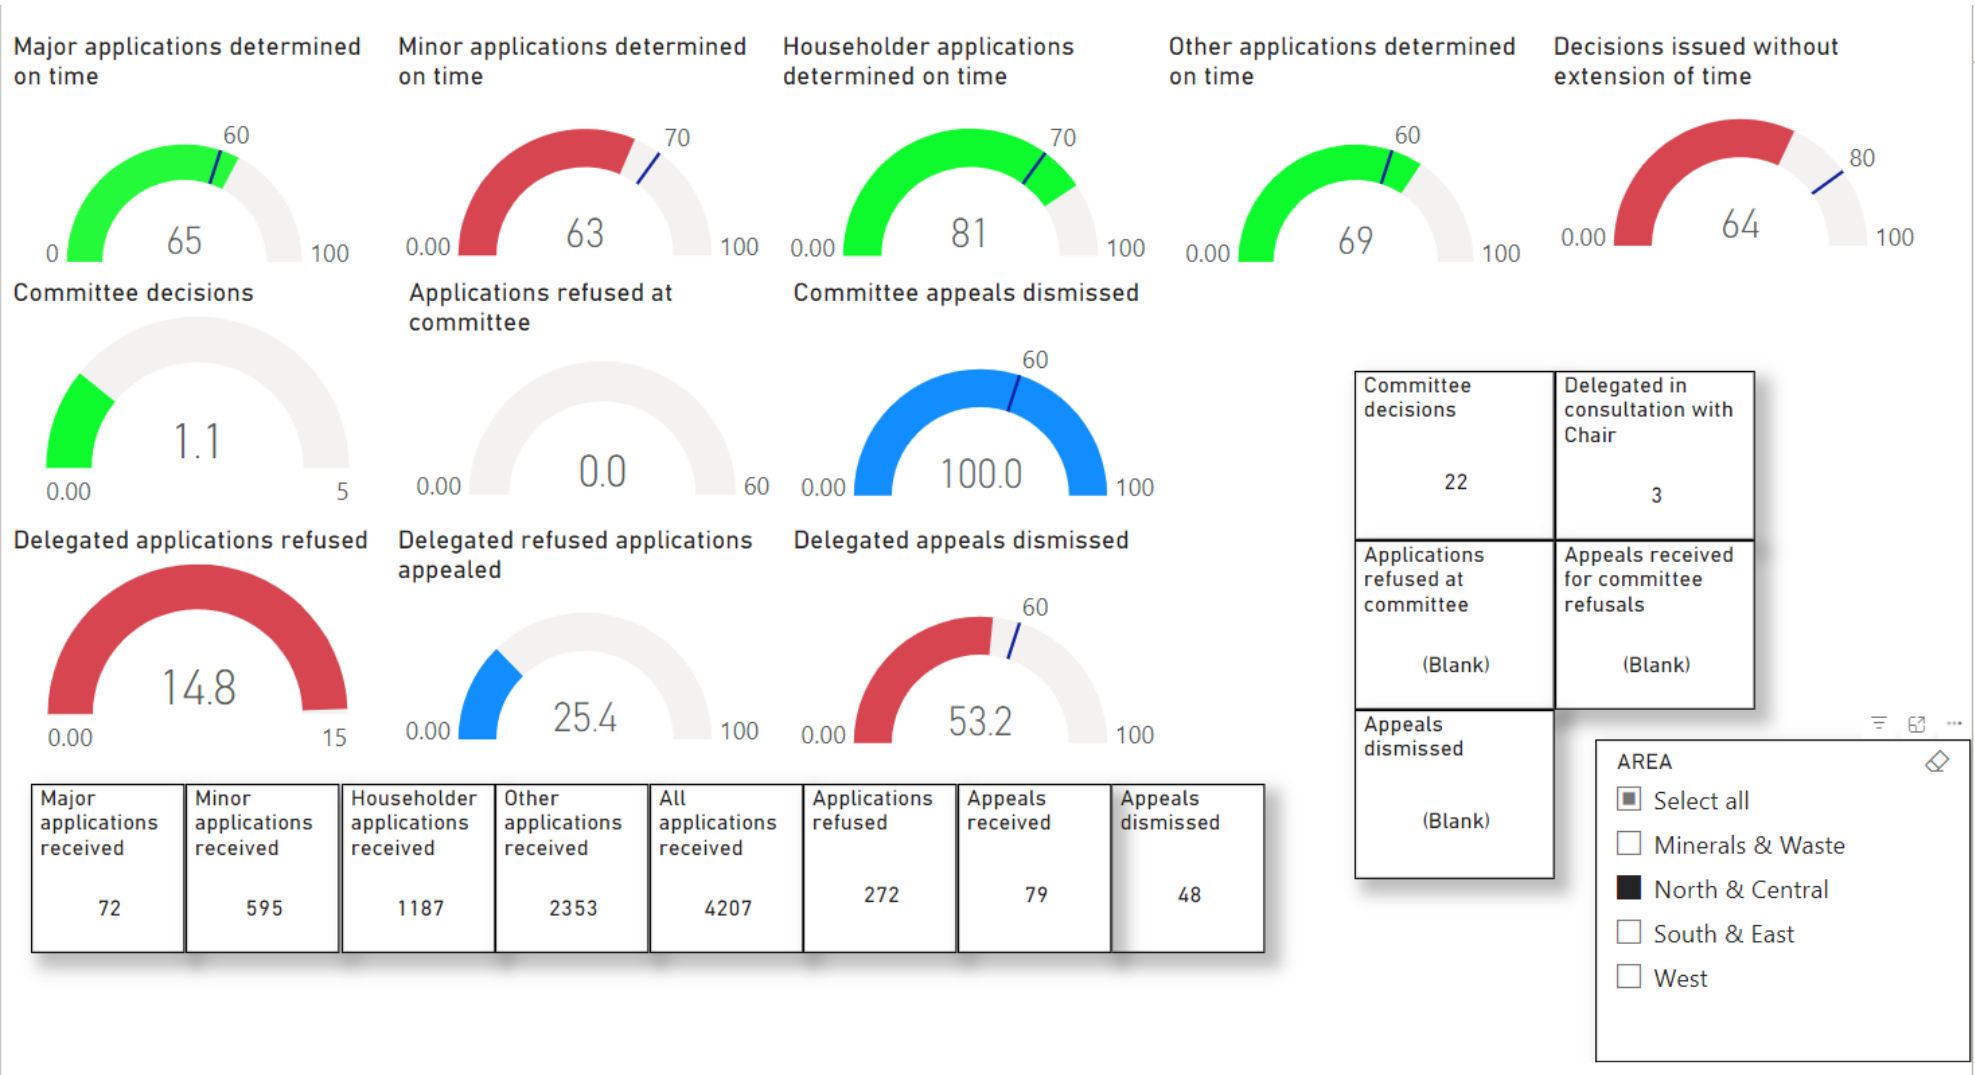 Major applications determined
on time
Minor applications determined
on time
Householder applications
determined on time
Other applications determined
on time
Decisions issued without
extension of time
60
65
0
100
70
63
0.00
100
70
81
0.00
100
60
69
0.00
100
80
64
0.00
100
Committee decisions
Applications refused at
committee
Committee appeals dismissed
1.1
0.00
5
0.0
0.00
60
60
100.0
0.00
100
Delegated applications refused
Delegated refused applications
appealed
Delegated appeals dismissed
14.8
0.00
15
25.4
0.00
100
60
53.2
0.00
100
Committee
decisions
22
Delegated in
consultation with
Chair
3
Applications
refused at
committee
(Blank)
Appeals received
for committee
refusals
(Blank)
Appeals
dismissed
(Blank)
Major
applications
received
72
Minor
applications
received
595
Householder
applications
received
1187
Other
applications
received
2353
All
applications
received
4207
Applications
refused
272
Appeals
received
79
Appeals
dismissed
48
AREA
Select all
Minerals & Waste
North & Central
South & East
West